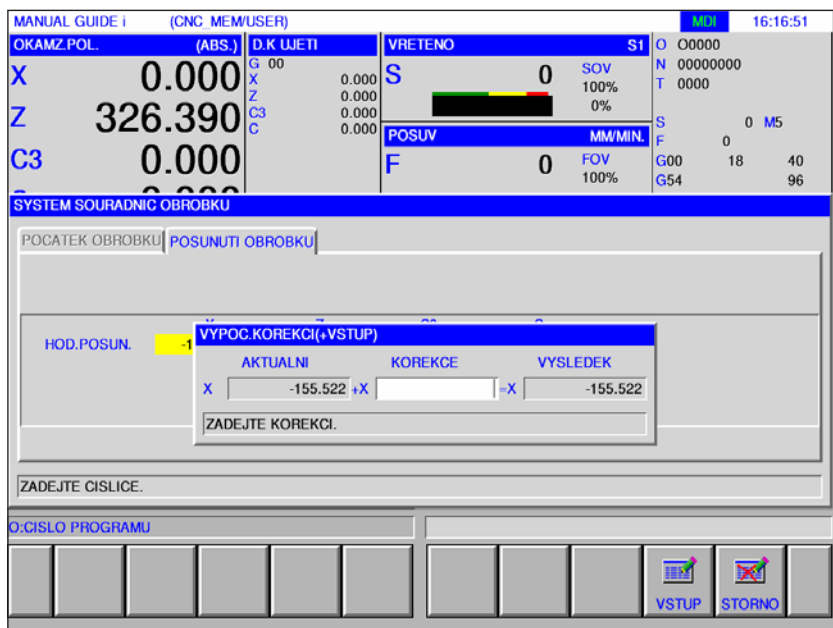 MANUAL GUIDE i (CNC_MEM/USER) MDI 16:16:51
OKAMZ.POL. (ABS.) D.K UJETI VRETENO S1 O O0000
G 00 N 00000000
X 0.000 X 0.000 S 0 SOV T 0000
Z 0.000 100%
Z 326.390 C3 0.000 0% S 0 M5
C 0.000 POSUV MM/MIN. F 0
C3 0.000 F 0 FOV G00 18 40
100% G54 96
SYSTEM SOURADNIC OBROBKU
POCATEK OBROBKU POSUNUTI OBROBKU
HOD.POSUN. -1
VYPOC.KOREKCI(+VSTUP)
AKTUALNI KOREKCE VYSLEDEK
X -155.522 +X =X -155.522
ZADEJTE KOREKCI.
ZADEJTE CISLICE.
O:CISLO PROGRAMU
VSTUP STORNO